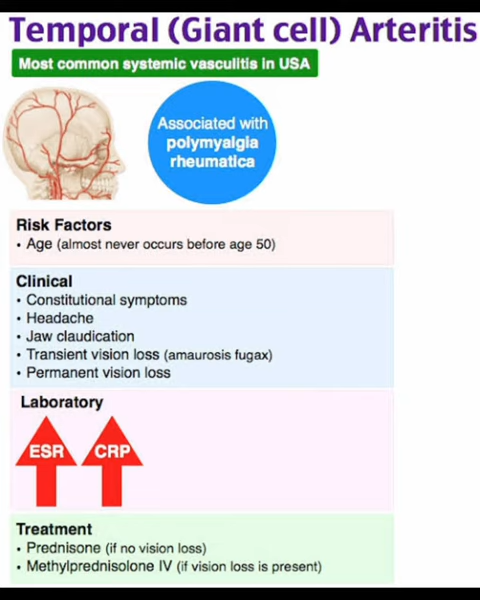 Temporal (Giant cell) Arteritis
Most common systemic vasculitis in USA
Associated with
polymyalgia
rheumatica
Risk Factors
• Age (almost never occurs before age 50)
Clinical
• Constitutional symptoms
• Headache
• Jaw claudication
• Transient vision loss (amaurosis fugax)
• Permanent vision loss
Laboratory
ESR CRP
Treatment
• Prednisone (if no vision loss)
• Methylprednisolone IV (if vision loss is present)